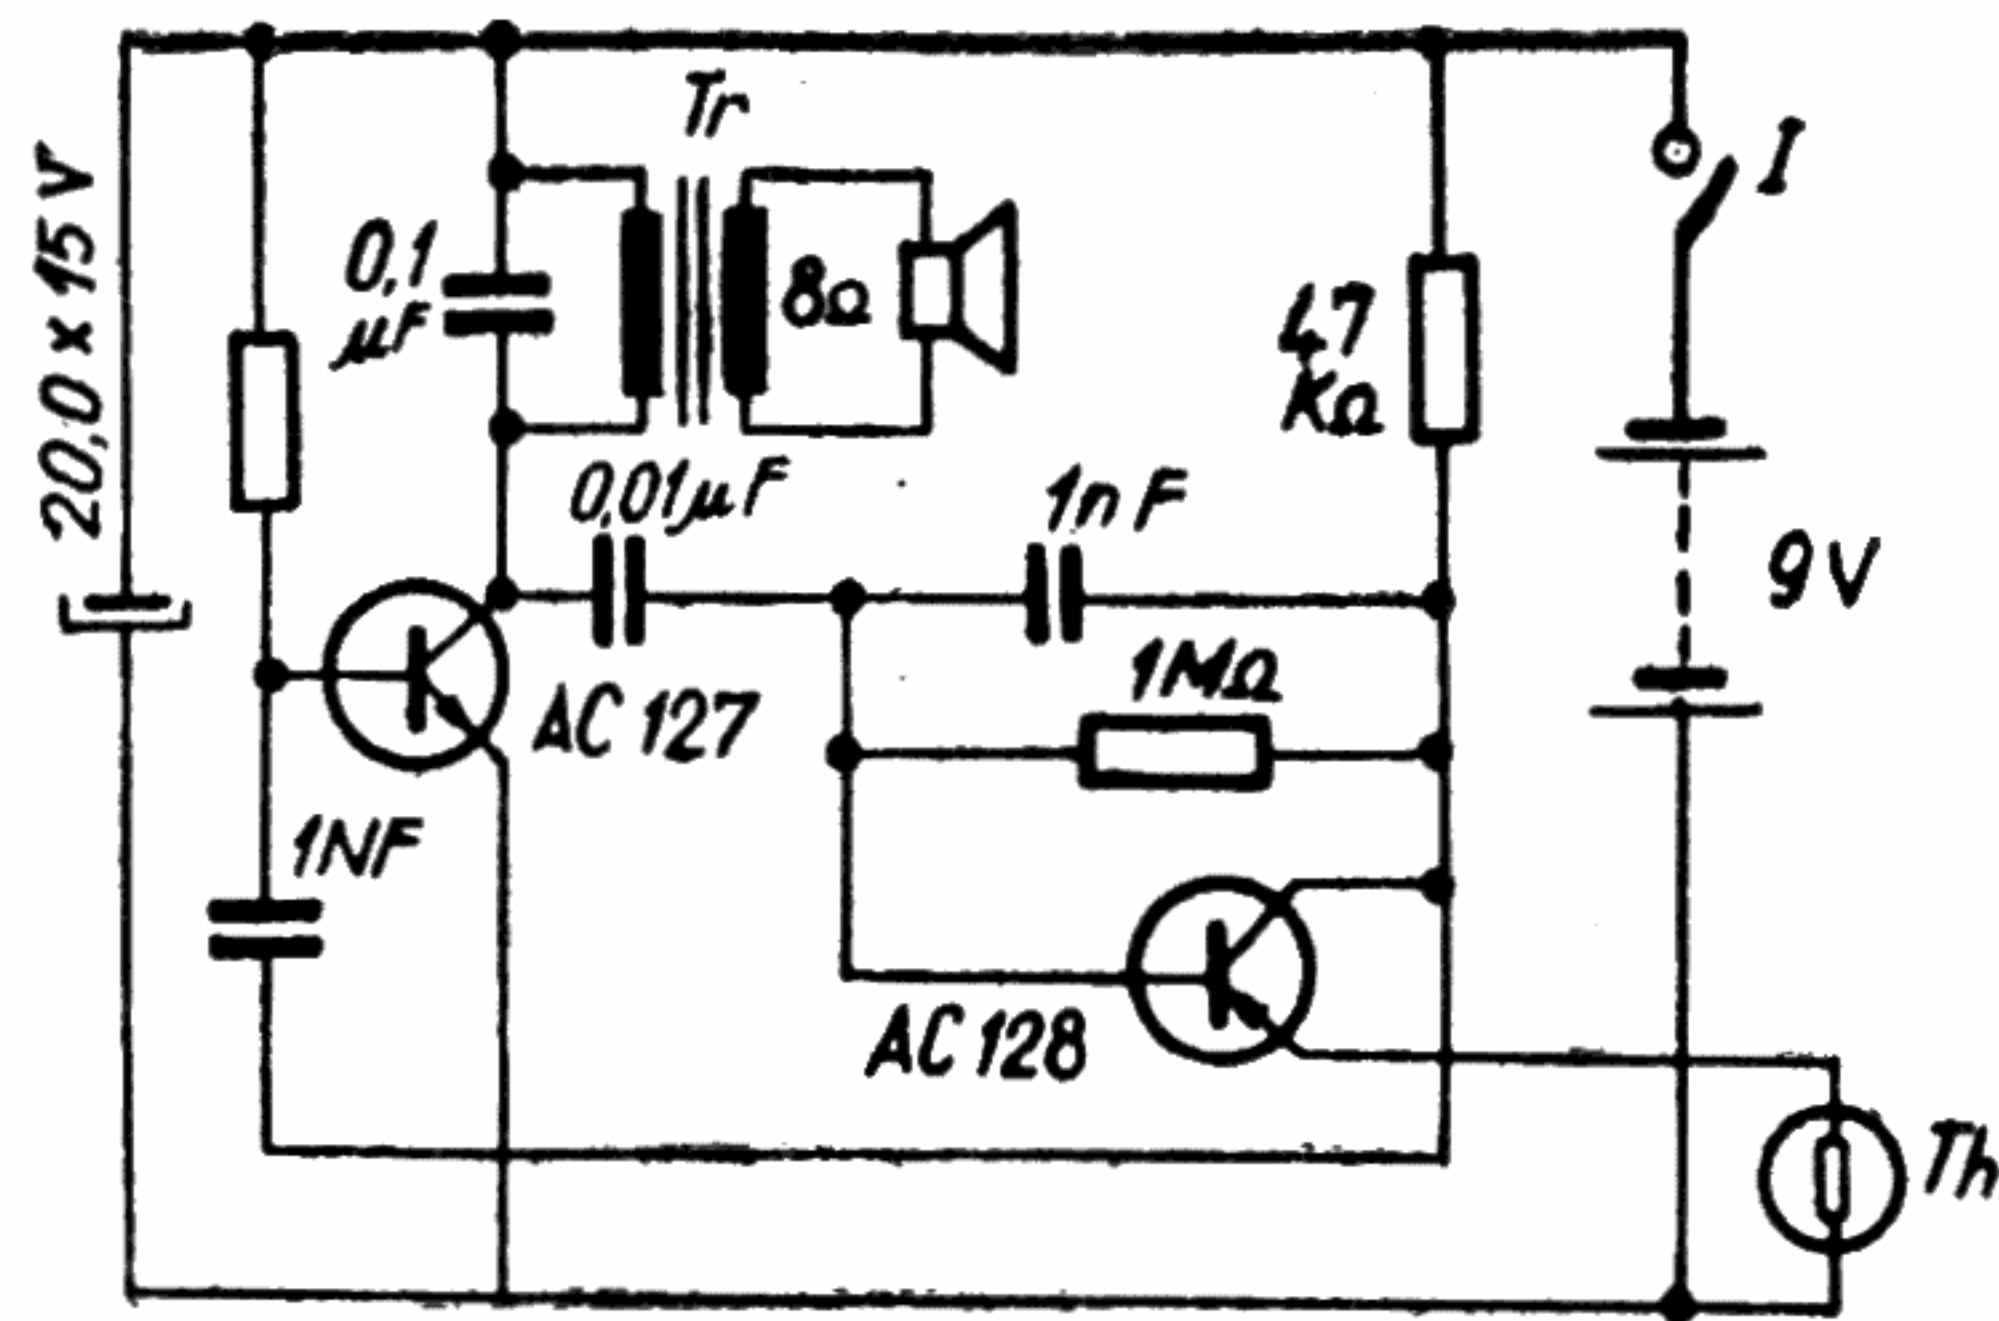 Tr
I
20,0 x 15 V
0,1
µF
8Ω
47
KΩ
0,01µF
1nF
9V
1MΩ
AC 127
1NF
AC 128
Th